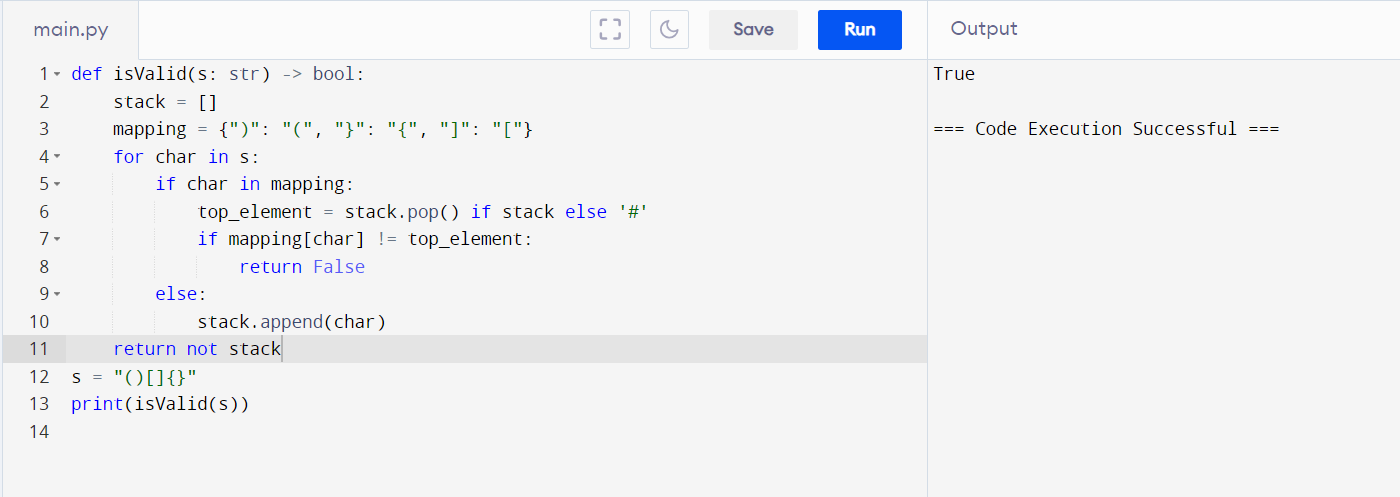 main.py
Save
Run
Output
1 def isValid(s: str) -> bool:
2     stack = []
3     mapping = {")": "(", "}": "{", "]": "["}
4     for char in s:
5         if char in mapping:
6             top_element = stack.pop() if stack else '#'
7             if mapping[char] != top_element:
8                 return False
9         else:
10             stack.append(char)
11     return not stack
12 s = "()[]{}"
13 print(isValid(s))
14
True
=== Code Execution Successful ===